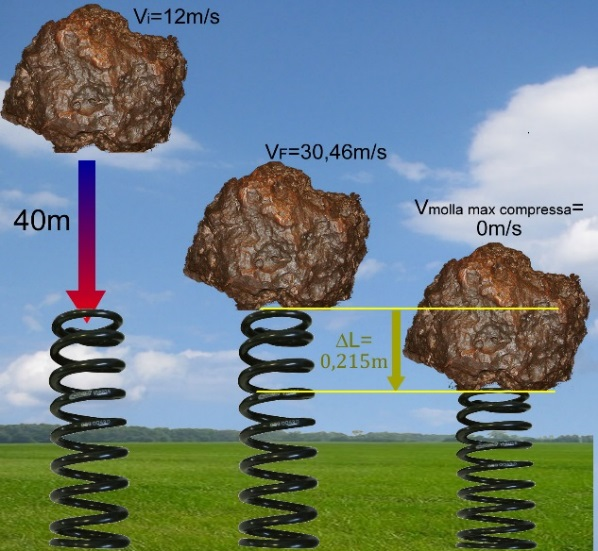 Vi=12m/s
VF=30,46m/s
Vmolla max compressa=
0m/s
40m
ΔL=
0,215m